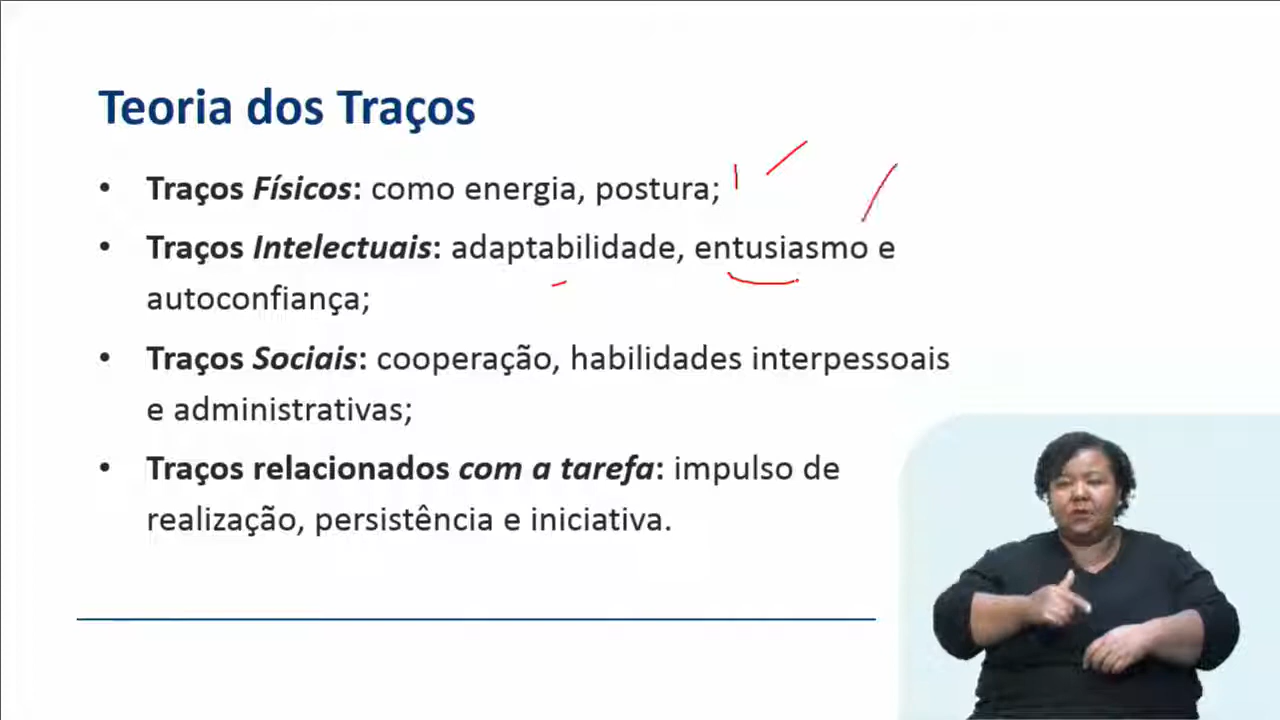 Teoria dos Traços
• Traços Físicos: como energia, postura;
• Traços Intelectuais: adaptabilidade, entusiasmo e
autoconfiança;
• Traços Sociais: cooperação, habilidades interpessoais
e administrativas;
• Traços relacionados com a tarefa: impulso de
realização, persistência e iniciativa.